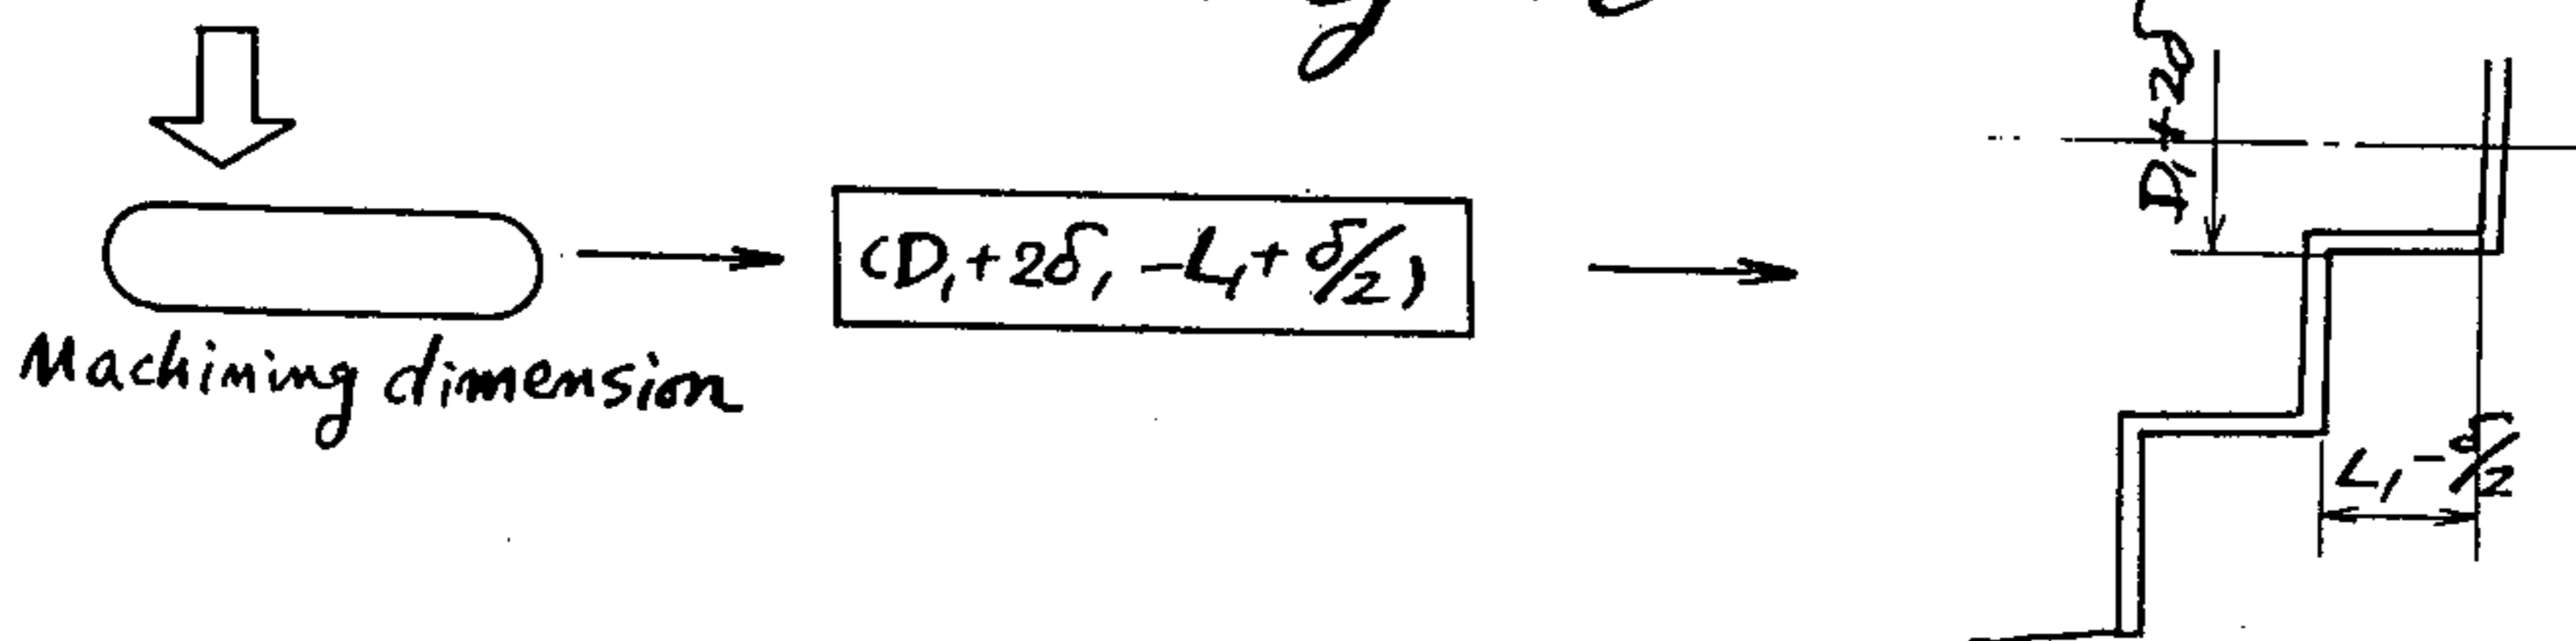 D₁+2δ
(D₁+2δ, -L₁+δ/2)
Machining dimension
L₁-δ/2